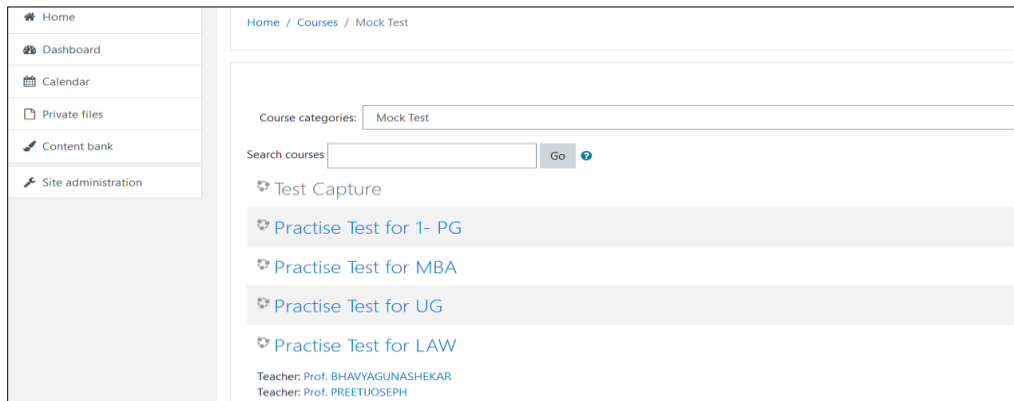 Home
Dashboard
Calendar
Private files
Content bank
Site administration
Home / Courses / Mock Test
Course categories: Mock Test
Search courses Go
Test Capture
Practise Test for 1- PG
Practise Test for MBA
Practise Test for UG
Practise Test for LAW
Teacher: Prof. BHAVYAGUNASHEKAR
Teacher: Prof. PREETIJOSEPH